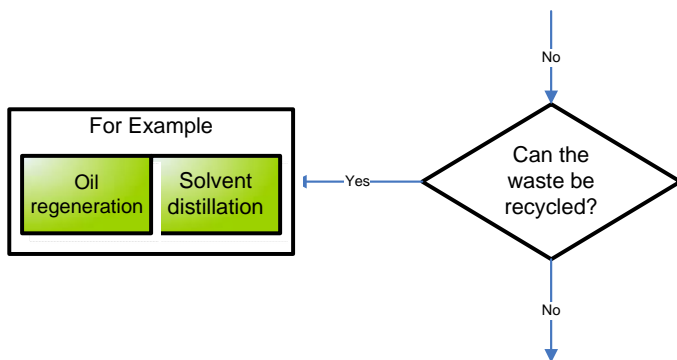 No
For Example
Oil
regeneration
Solvent
distillation
Yes
Can the
waste be
recycled?
No